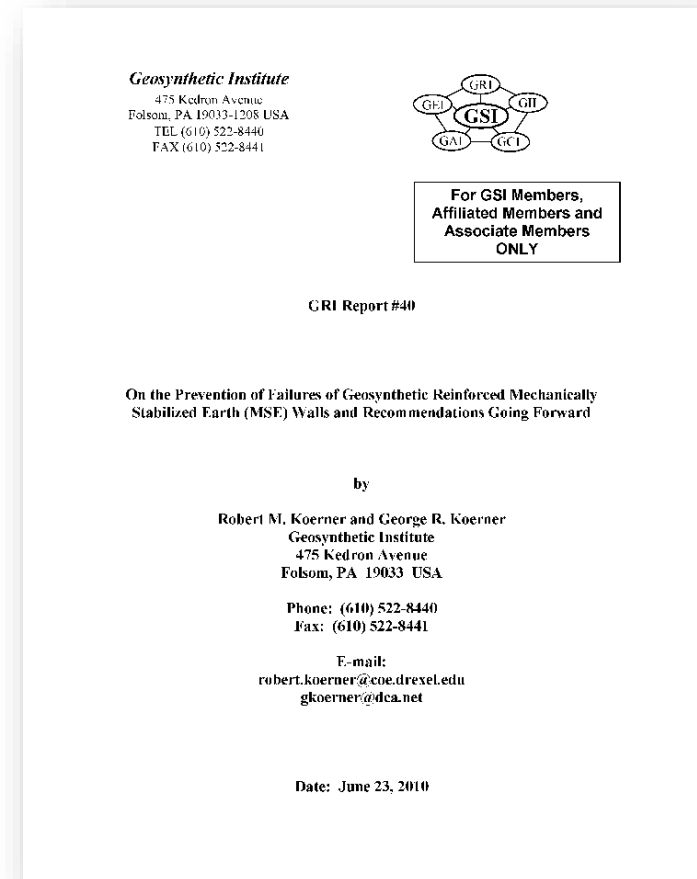 Geosynthetic Institute
475 Kedron Avenue
Folsom, PA 19033-1208 USA
TEL (610) 522-8440
FAX (610) 522-8441
GRI
GEI
GII
GSI
GAI
GCI
For GSI Members,
Affiliated Members and
Associate Members
ONLY
GRI Report #40
On the Prevention of Failures of Geosynthetic Reinforced Mechanically
Stabilized Earth (MSE) Walls and Recommendations Going Forward
by
Robert M. Koerner and George R. Koerner
Geosynthetic Institute
475 Kedron Avenue
Folsom, PA 19033 USA
Phone: (610) 522-8440
Fax: (610) 522-8441
E-mail:
robert.koerner@coe.drexel.edu
gkoerner@dca.net
Date: June 23, 2010